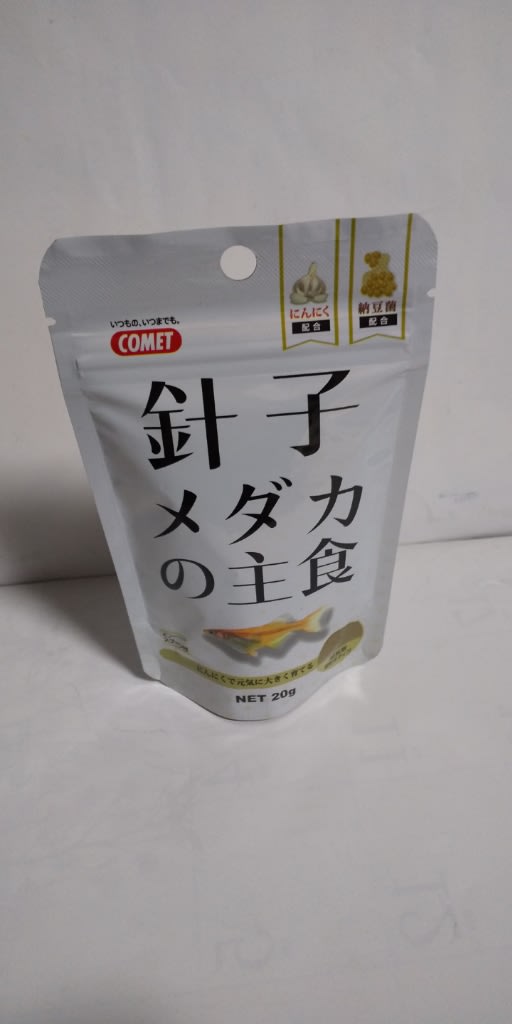 いつもの、いつまでも。
COMET
にんにく
配合
納豆菌
配合
針子
メダカ
の主食
にんにくで元気に大きく育てる
NET 20g